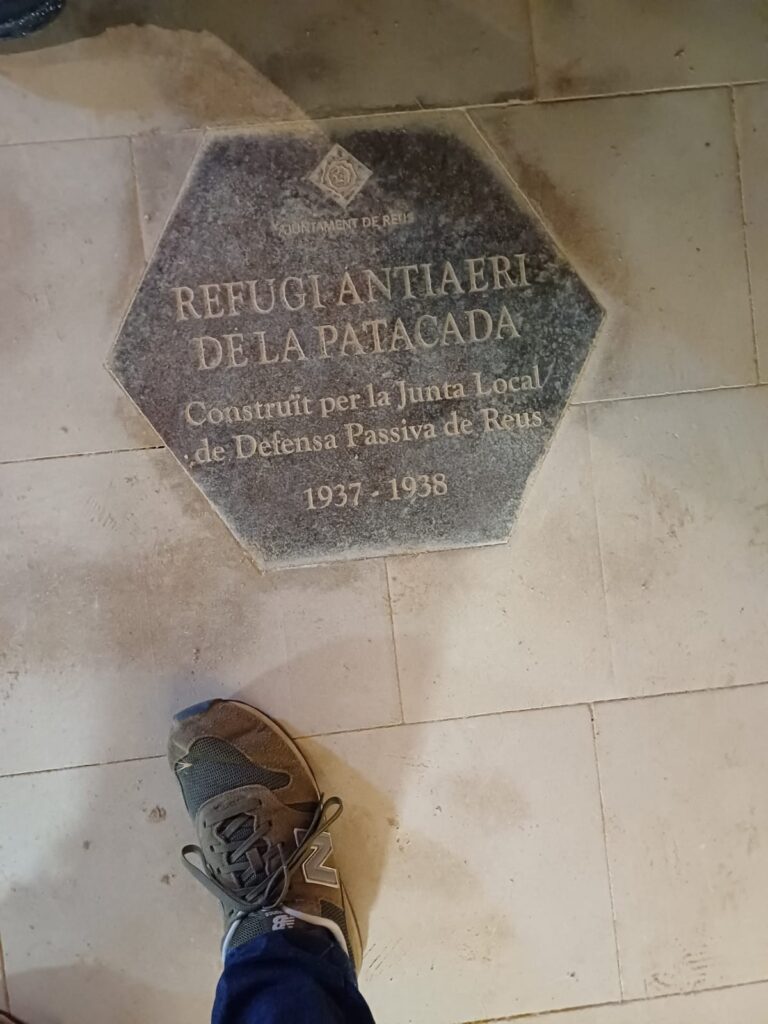 AJUNTAMENT DE REUS
REFUGI ANTIAERI
DE LA PATACADA
Construït per la Junta Local
de Defensa Passiva de Reus
1937 - 1938
N